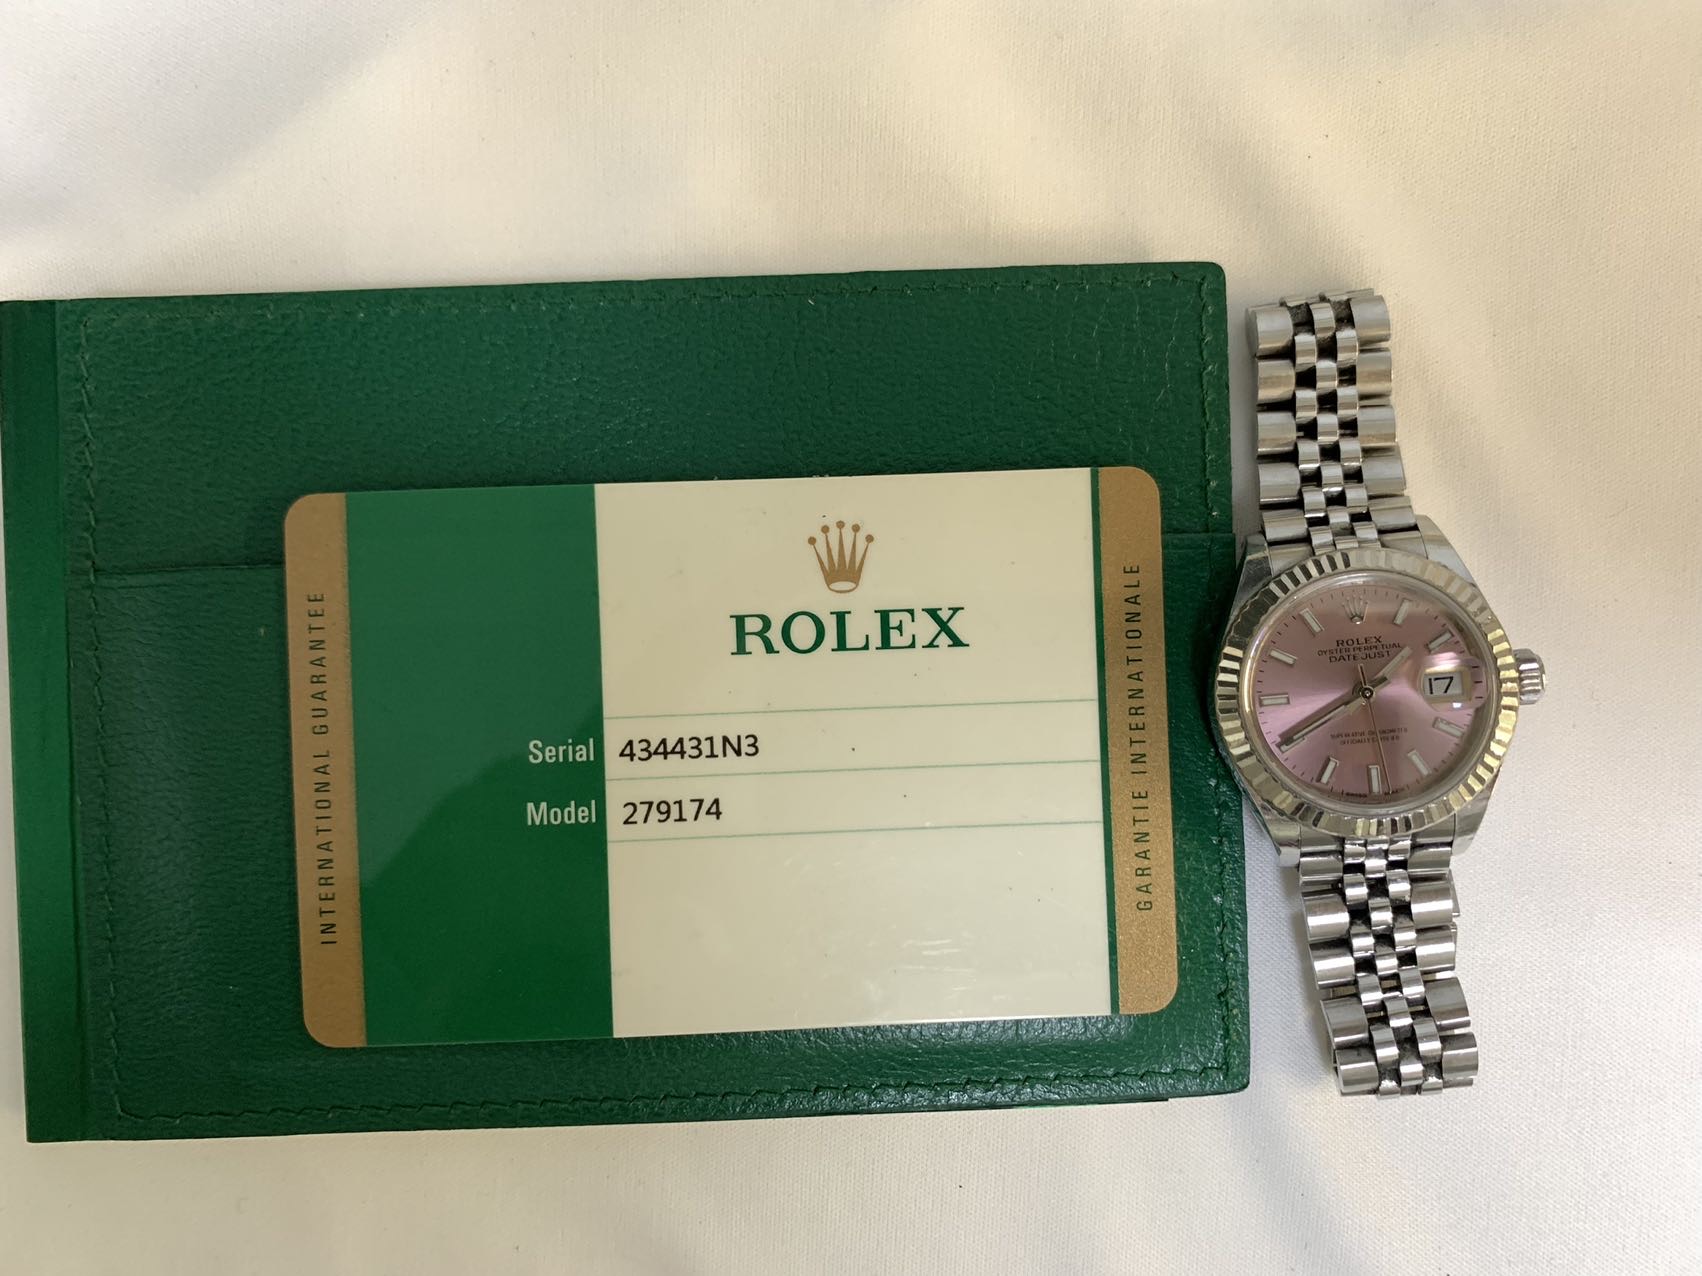 INTERNATIONAL GUARANTEE
ROLEX
Serial 434431N3
Model 279174
GARANTIE INTERNATIONALE
ROLEX
OYSTER PERPETUAL
DATEJUST
17